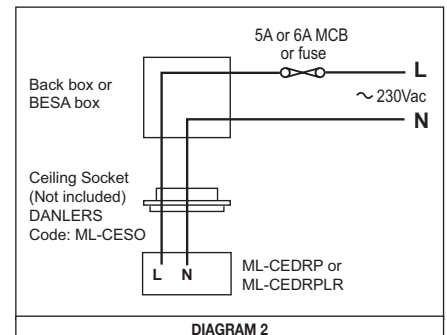 5A or 6A MCB
or fuse
L
Back box or
BESA box
~ 230Vac
N
Ceiling Socket
(Not included)
DANLERS
Code: ML-CESO
L N
ML-CEDRP or
ML-CEDRPLR
DIAGRAM 2